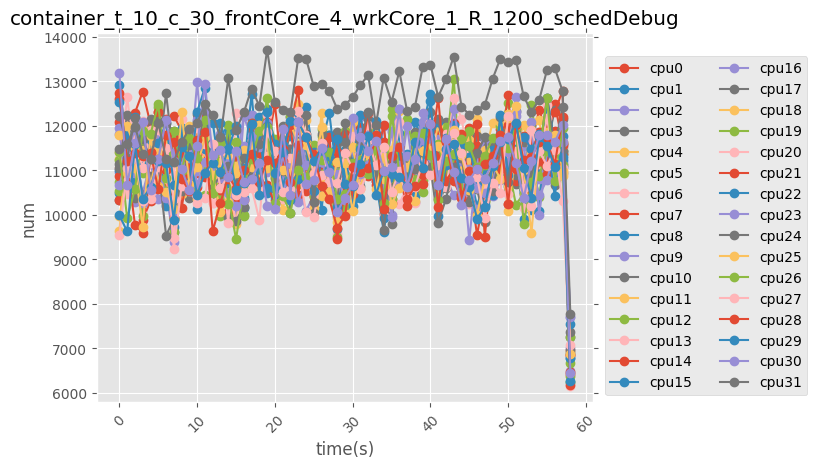 container_t_10_c_30_frontCore_4_wrkCore_1_R_1200_schedDebug
14000
13000
12000
11000
10000
9000
8000
7000
6000
num
0
10
20
30
40
50
60
time(s)
cpu0
cpu1
cpu2
cpu3
cpu4
cpu5
cpu6
cpu7
cpu8
cpu9
cpu10
cpu11
cpu12
cpu13
cpu14
cpu15
cpu16
cpu17
cpu18
cpu19
cpu20
cpu21
cpu22
cpu23
cpu24
cpu25
cpu26
cpu27
cpu28
cpu29
cpu30
cpu31